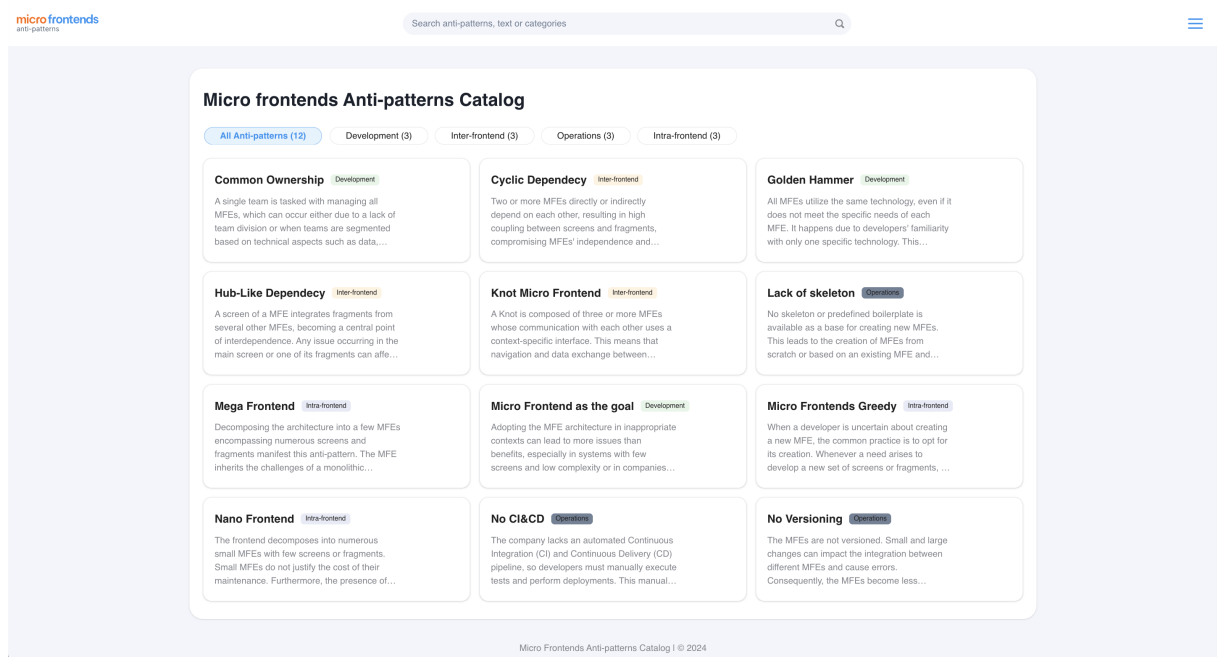 micro frontends
anti-patterns
Search anti-patterns, text or categories
Micro frontends Anti-patterns Catalog
All Anti-patterns (12)
Development (3)
Inter-frontend (3)
Operations (3)
Intra-frontend (3)
Common Ownership Development
A single team is tasked with managing all
MFEs, which can occur either due to a lack of
team division or when teams are segmented
based on technical aspects such as data,...
Cyclic Dependecy Inter-frontend
Two or more MFEs directly or indirectly
depend on each other, resulting in high
coupling between screens and fragments,
compromising MFEs' independence and...
Golden Hammer Development
All MFEs utilize the same technology, even if it
does not meet the specific needs of each
MFE. It happens due to developers' familiarity
with only one specific technology. This...
Hub-Like Dependecy Inter-frontend
A screen of a MFE integrates fragments from
several other MFEs, becoming a central point
of interdependence. Any issue occurring in the
main screen or one of its fragments can affe...
Knot Micro Frontend Inter-frontend
A Knot is composed of three or more MFEs
whose communication with each other uses a
context-specific interface. This means that
navigation and data exchange between...
Lack of skeleton Operations
No skeleton or predefined boilerplate is
available as a base for creating new MFEs.
This leads to the creation of MFEs from
scratch or based on an existing MFE and...
Mega Frontend Intra-frontend
Decomposing the architecture into a few MFEs
encompassing numerous screens and
fragments manifest this anti-pattern. The MFE
inherits the challenges of a monolithic...
Micro Frontend as the goal Development
Adopting the MFE architecture in inappropriate
contexts can lead to more issues than
benefits, especially in systems with few
screens and low complexity or in companies...
Micro Frontends Greedy Intra-frontend
When a developer is uncertain about creating
a new MFE, the common practice is to opt for
its creation. Whenever a need arises to
develop a new set of screens or fragments, ...
Nano Frontend Intra-frontend
The frontend decomposes into numerous
small MFEs with few screens or fragments.
Small MFEs do not justify the cost of their
maintenance. Furthermore, the presence of...
No CI&CD Operations
The company lacks an automated Continuous
Integration (CI) and Continuous Delivery (CD)
pipeline, so developers must manually execute
tests and perform deployments. This manual...
No Versioning Operations
The MFEs are not versioned. Small and large
changes can impact the integration between
different MFEs and cause errors.
Consequently, the MFEs become less...
Micro Frontends Anti-patterns Catalog | © 2024